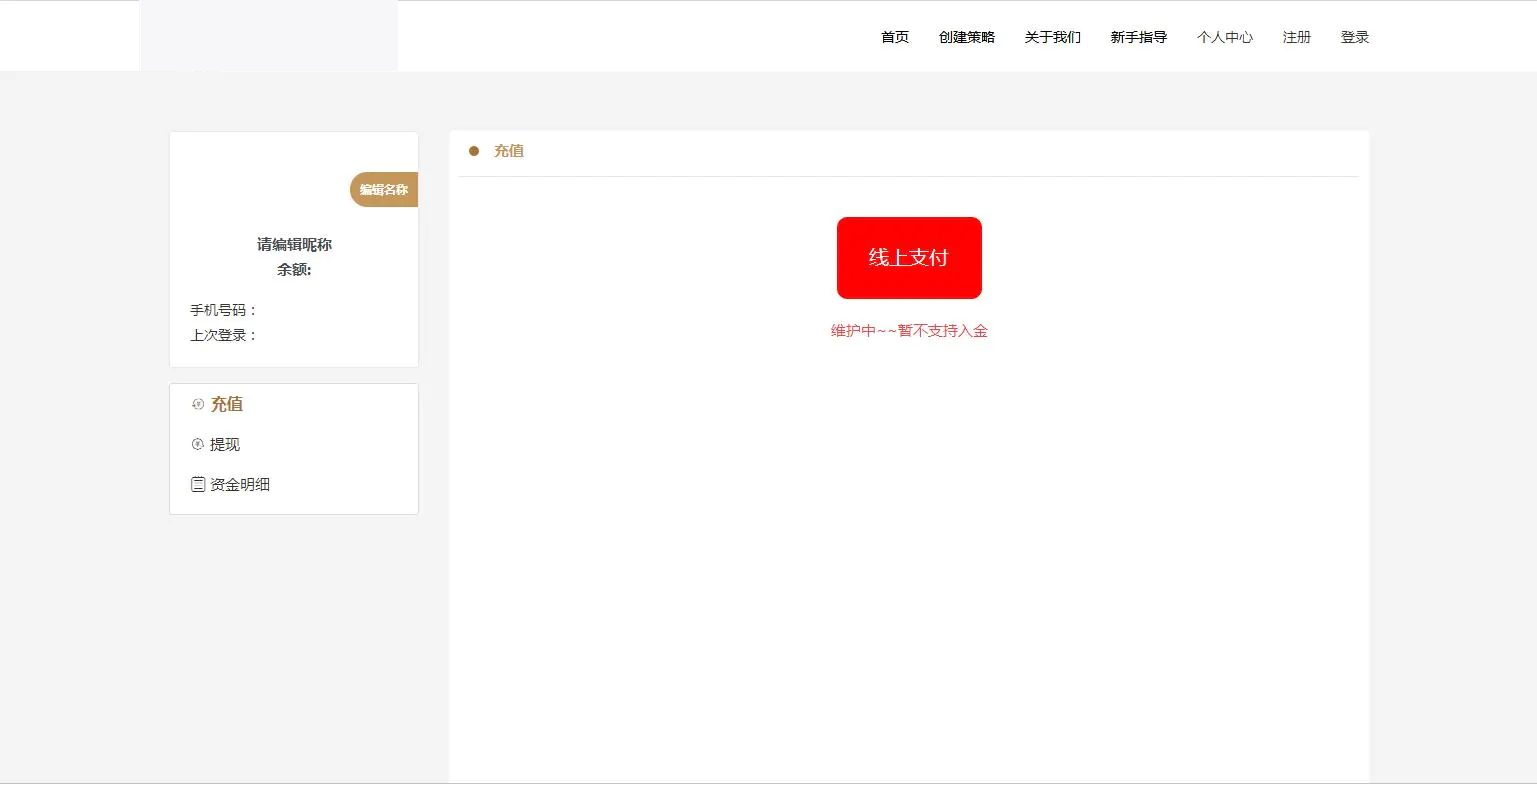 首页 创建策略 关于我们 新手指导 个人中心 注册 登录
编辑名称
请编辑昵称
余额:
手机号码：
上次登录：
充值
提现
资金明细
充值
线上支付
维护中~~暂不支持入金